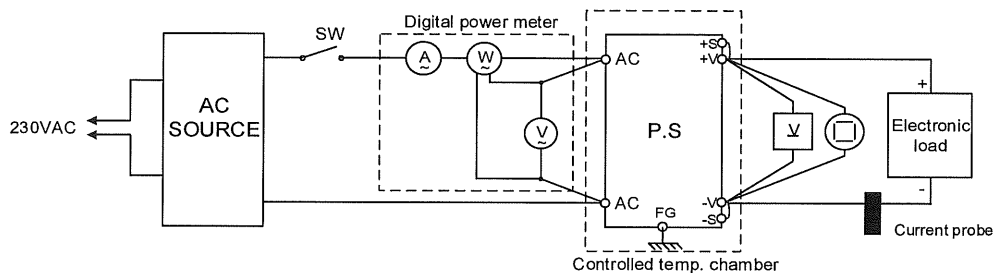 Digital power meter
SW
A
~
W
~
V
~
230VAC
AC
SOURCE
AC
AC
P.S
FG
+S
+V
-V
-S
V
+
Electronic
load
-
Current probe
Controlled temp. chamber